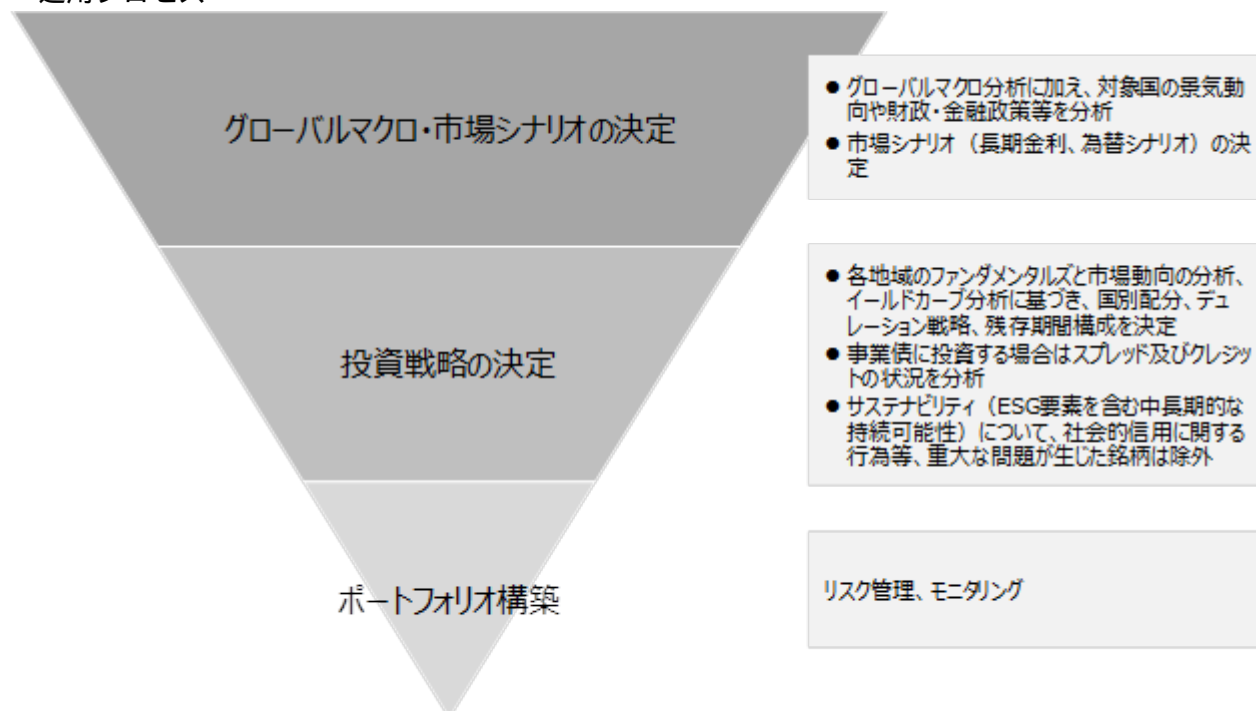 グローバルマクロ・市場シナリオの決定
● グローバルマクロ分析に加え、対象国の景気動
向や財政・金融政策等を分析
● 市場シナリオ（長期金利、為替シナリオ）の決
定
投資戦略の決定
● 各地域のファンダメンタルズと市場動向の分析、
イールドカーブ分析に基づき、国別配分、デュ
レーション戦略、残存期間構成を決定
● 事業債に投資する場合はスプレッド及びクレジッ
トの状況を分析
● サステナビリティ（ESG要素を含む中長期的な
持続可能性）について、社会的信用に関する
行為等、重大な問題が生じた銘柄は除外
ポートフォリオ構築
リスク管理、モニタリング